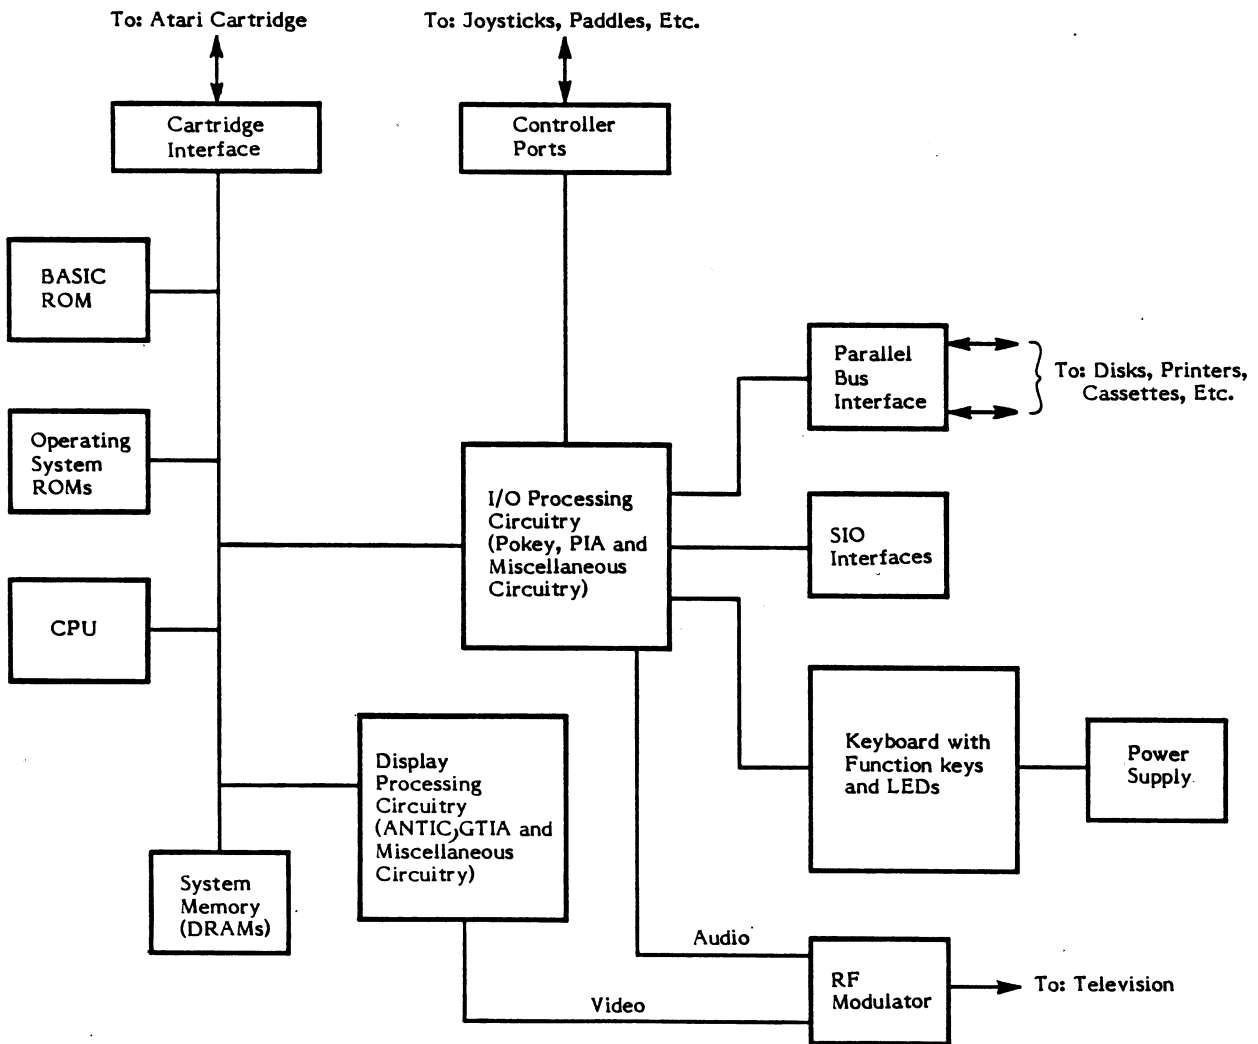 To: Atari Cartridge
To: Joysticks, Paddles, Etc.
Cartridge
Interface
Controller
Ports
BASIC
ROM
Parallel
Bus
Interface
To: Disks, Printers,
Cassettes, Etc.
Operating
System
ROMs
I/O Processing
Circuitry
(Pokey, PIA and
Miscellaneous
Circuitry)
SIO
Interfaces
CPU
Display
Processing
Circuitry
(ANTIC,GTIA and
Miscellaneous
Circuitry)
Keyboard with
Function keys
and LEDs
Power
Supply
System
Memory
(DRAMs)
Audio
Video
RF
Modulator
To: Television